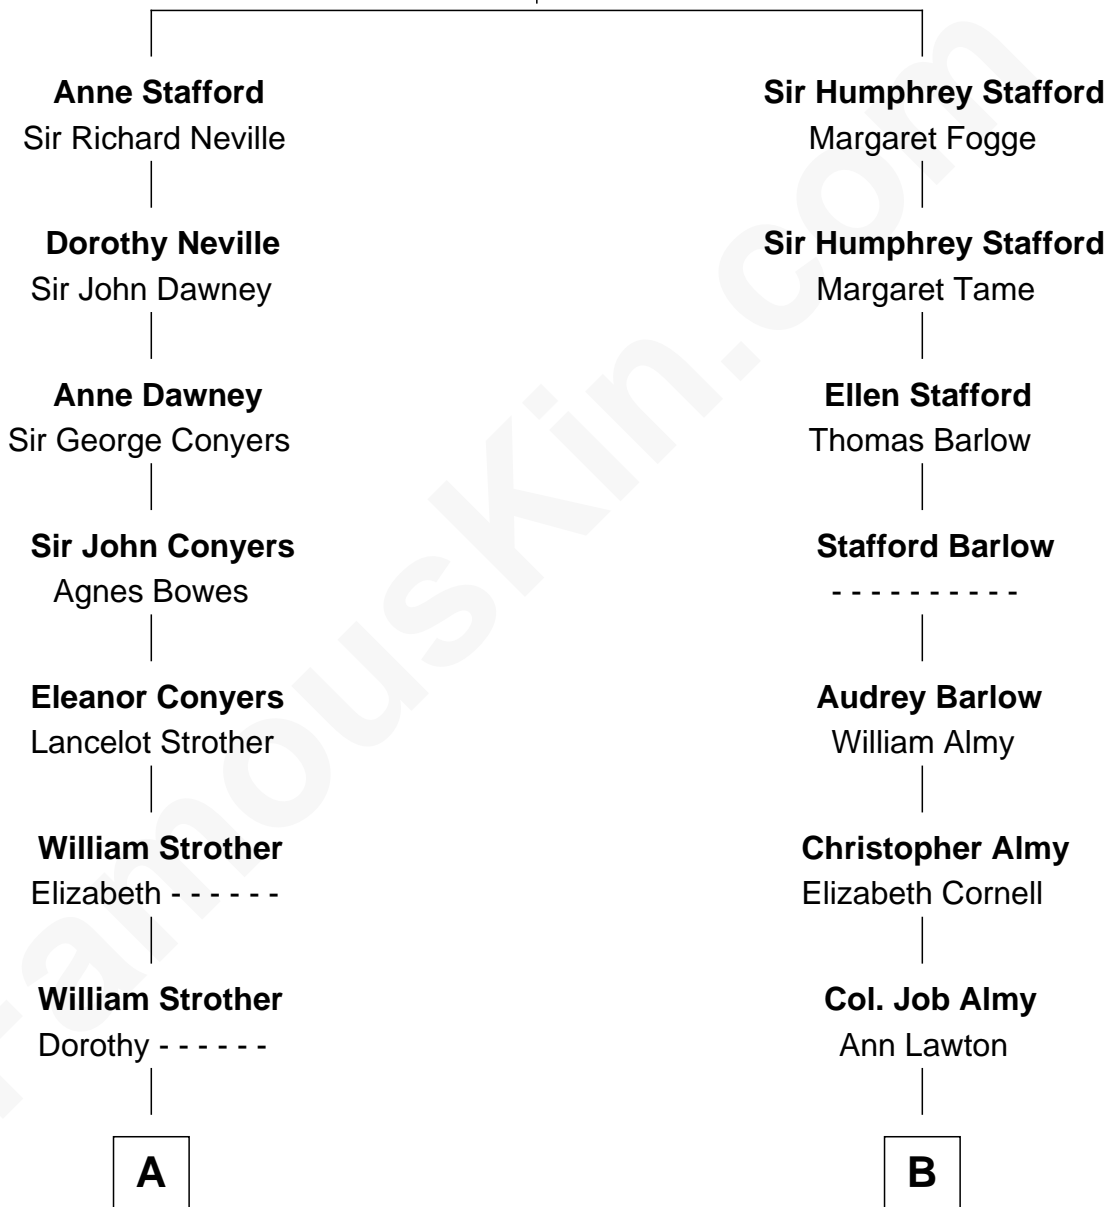 Anne Stafford
Sir Richard Neville
Dorothy Neville
Sir John Dawney
Anne Dawney
Sir George Conyers
Sir John Conyers
Agnes Bowes
Eleanor Conyers
Lancelot Strother
William Strother
Elizabeth - - - - - -
William Strother
Dorothy - - - - - -
A
Sir Humphrey Stafford
Margaret Fogge
Sir Humphrey Stafford
Margaret Tame
Ellen Stafford
Thomas Barlow
Stafford Barlow
- - - - - - - - - -
Audrey Barlow
William Almy
Christopher Almy
Elizabeth Cornell
Col. Job Almy
Ann Lawton
B
FamousKin.com